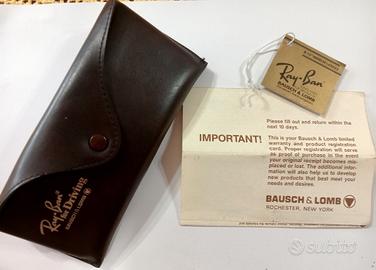 Ray-Ban
for Driving
BAUSCH & LOMB
Ray-Ban
BAUSCH & LOMB
IMPORTANT!
Please fill out and return within the
next 10 days.
This is your Bausch & Lomb limited
warranty and product registration
card. Proper registration will serve
as proof of purchase in the event
your original receipt becomes mis-
placed or lost. The additional infor-
mation will also help us to develop
new products that best meet your
needs and desires.
BAUSCH & LOMB
ROCHESTER, NEW YORK
subito